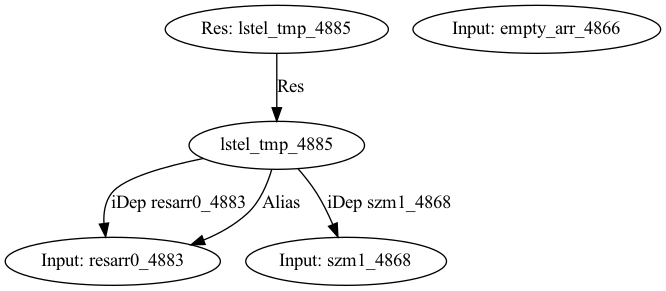 Res: lstel_tmp_4885
Input: empty_arr_4866
Res
lstel_tmp_4885
iDep resarr0_4883
Alias
iDep szm1_4868
Input: resarr0_4883
Input: szm1_4868